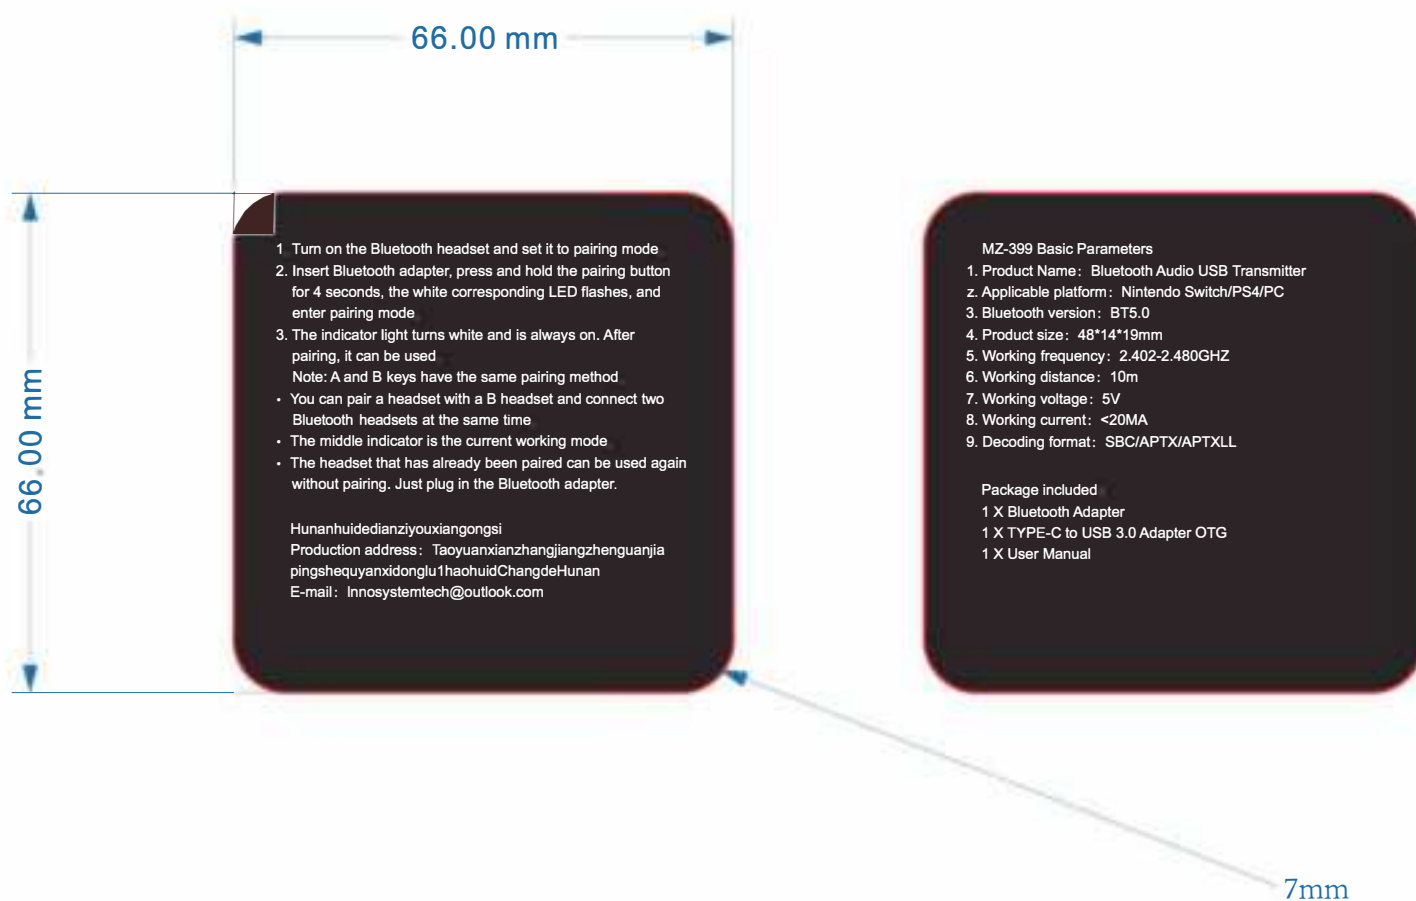 66.00 mm
66.00 mm
1. Turn on the Bluetooth headset and set it to pairing mode
2. Insert Bluetooth adapter, press and hold the pairing button
for 4 seconds, the white corresponding LED flashes, and
enter pairing mode
3. The indicator light turns white and is always on. After
pairing, it can be used
Note: A and B keys have the same pairing method
• You can pair a headset with a B headset and connect two
Bluetooth headsets at the same time
• The middle indicator is the current working mode
• The headset that has already been paired can be used again
without pairing. Just plug in the Bluetooth adapter.
Hunanhuidedianziyouxiangongsi
Production address: Taoyuanxianzhangjiangzhenguanjia
pingshequyanxidonglu1haohuidChangdeHunan
E-mail: Innosystemtech@outlook.com
MZ-399 Basic Parameters
1. Product Name: Bluetooth Audio USB Transmitter
z. Applicable platform: Nintendo Switch/PS4/PC
3. Bluetooth version: BT5.0
4. Product size: 48*14*19mm
5. Working frequency: 2.402-2.480GHZ
6. Working distance: 10m
7. Working voltage: 5V
8. Working current: <20MA
9. Decoding format: SBC/APTX/APTXLL
Package included
1 X Bluetooth Adapter
1 X TYPE-C to USB 3.0 Adapter OTG
1 X User Manual
7mm